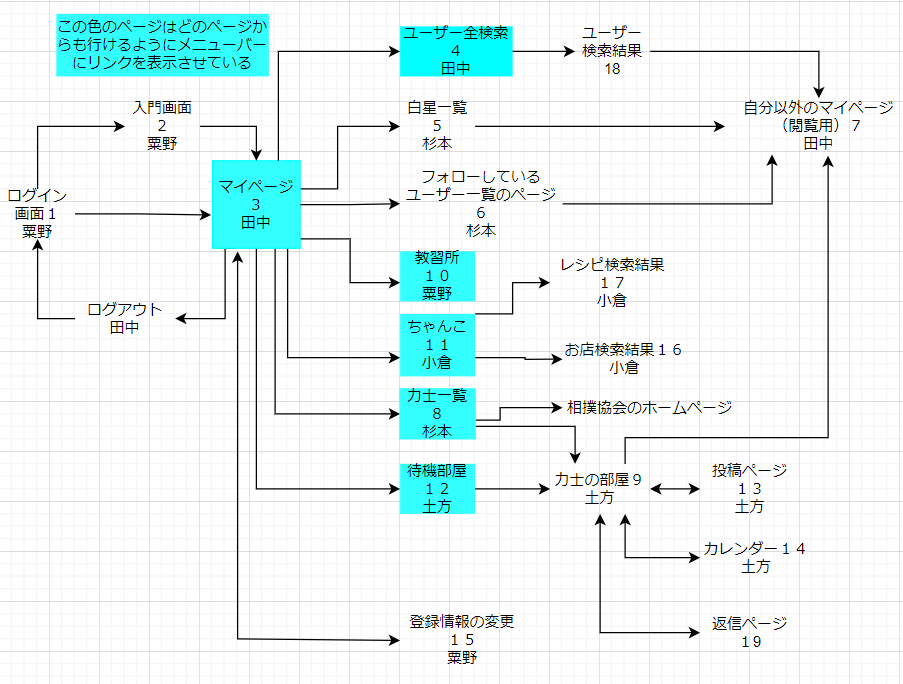 この色のページはどのページか
らも行けるようにメニューバー
にリンクを表示させている
ユーザー全検索
4
田中
ユーザー
検索結果
18
入門画面
2
粟野
白星一覧
5
杉本
自分以外のマイページ
（閲覧用）7
田中
マイページ
3
田中
フォローしている
ユーザー一覧のページ
6
杉本
ログイン
画面１
粟野
教習所
１０
粟野
レシピ検索結果
１７
小倉
ログアウト
田中
ちゃんこ
１１
小倉
お店検索結果１６
小倉
力士一覧
8
杉本
相撲協会のホームページ
待機部屋
１２
土方
力士の部屋９
土方
投稿ページ
１３
土方
カレンダー１４
土方
登録情報の変更
１５
粟野
返信ページ
19